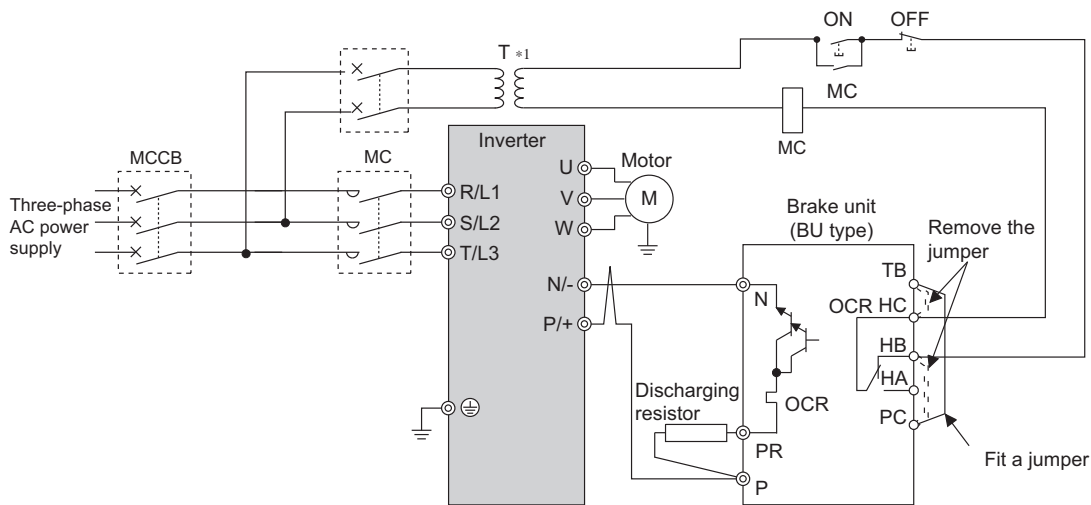 ON
OFF
T *1
MC
MC
MCCB
MC
Inverter
Three-phase
AC power
supply
R/L1
S/L2
T/L3
U
V
W
Motor
M
N/-
P/+
Brake unit
(BU type)
Remove the
jumper
TB
N
OCR
HC
HB
HA
PC
Discharging
resistor
OCR
PR
P
Fit a jumper